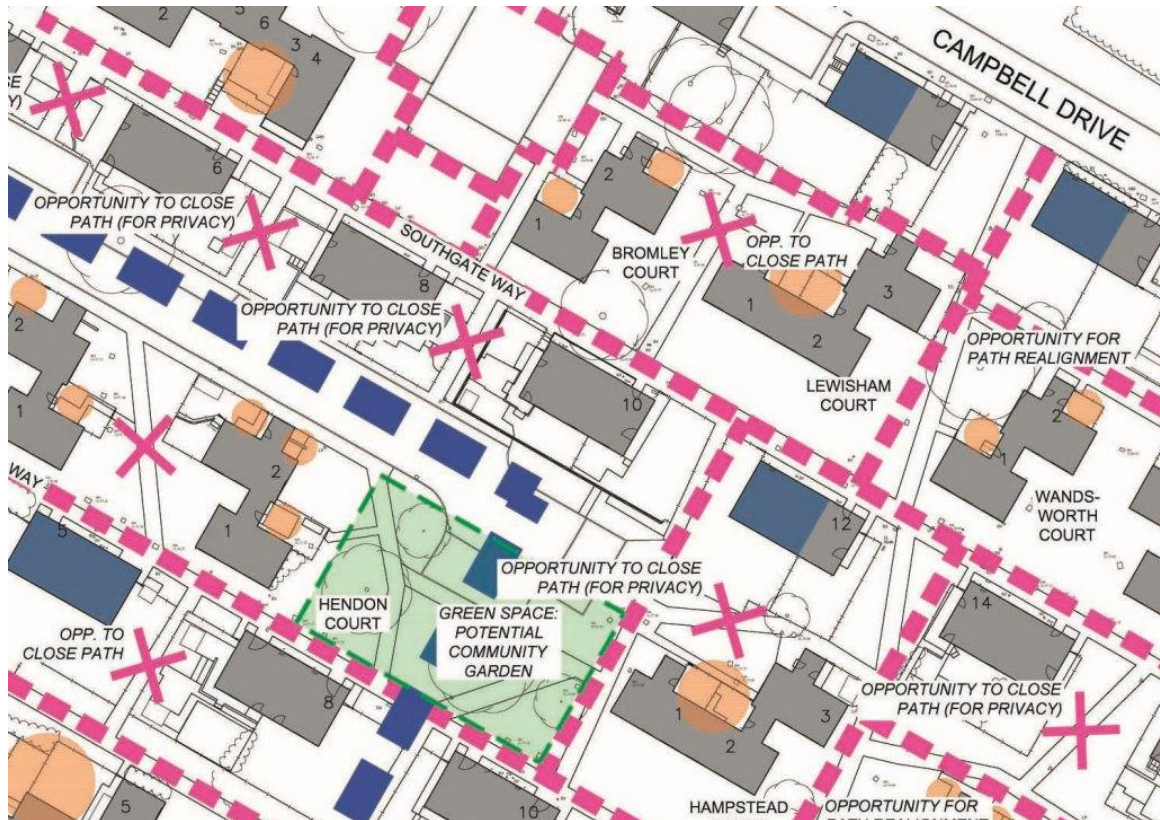 CAMPBELL DRIVE
5
6
3
4
2
6
OPPORTUNITY TO CLOSE
PATH (FOR PRIVACY)
SOUTHGATE WAY
8
OPPORTUNITY TO CLOSE
PATH (FOR PRIVACY)
10
2
1
BROMLEY
COURT
OPP. TO
CLOSE PATH
1
2
3
LEWISHAM
COURT
OPPORTUNITY FOR
PATH REALIGNMENT
2
1
WANDS-
WORTH
COURT
2
1
2
1
WAY
5
OPP. TO
CLOSE PATH
8
HENDON
COURT
GREEN SPACE:
POTENTIAL
COMMUNITY
GARDEN
OPPORTUNITY TO CLOSE
PATH (FOR PRIVACY)
12
14
1
2
3
OPPORTUNITY TO CLOSE
PATH (FOR PRIVACY)
5
10
HAMPSTEAD
OPPORTUNITY FOR